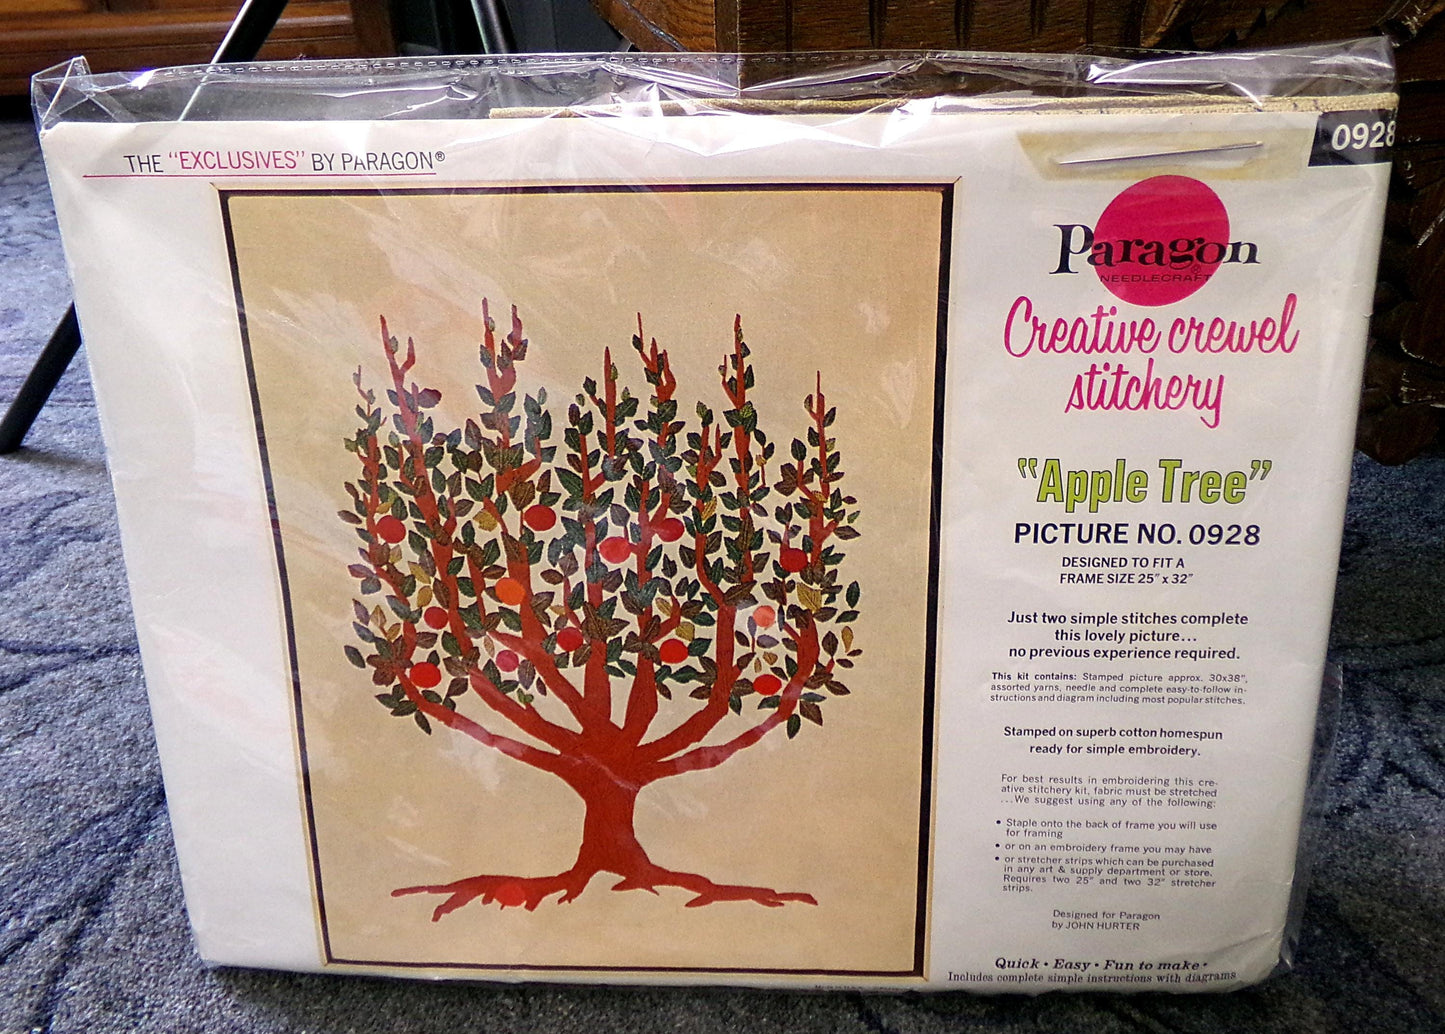 THE "EXCLUSIVES" BY PARAGON®
0928
Paragon
®
NEEDLECRAFT
Creative crewel
stitchery
"Apple Tree"
PICTURE NO. 0928
DESIGNED TO FIT A
FRAME SIZE 25" x 32"
Just two simple stitches complete
this lovely picture...
no previous experience required.
This kit contains: Stamped picture approx. 30x38",
assorted yarns, needle and complete easy-to-follow in-
structions and diagram including most popular stitches.
Stamped on superb cotton homespun
ready for simple embroidery.
For best results in embroidering this cre-
ative stitchery kit, fabric must be stretched
...We suggest using any of the following:
• Staple onto the back of frame you will use
for framing
• or on an embroidery frame you may have
• or stretcher strips which can be purchased
in any art & supply department or store.
Requires two 25" and two 32" stretcher
strips.
Designed for Paragon
by JOHN HURTER
Quick • Easy • Fun to make •
Includes complete simple instructions with diagrams